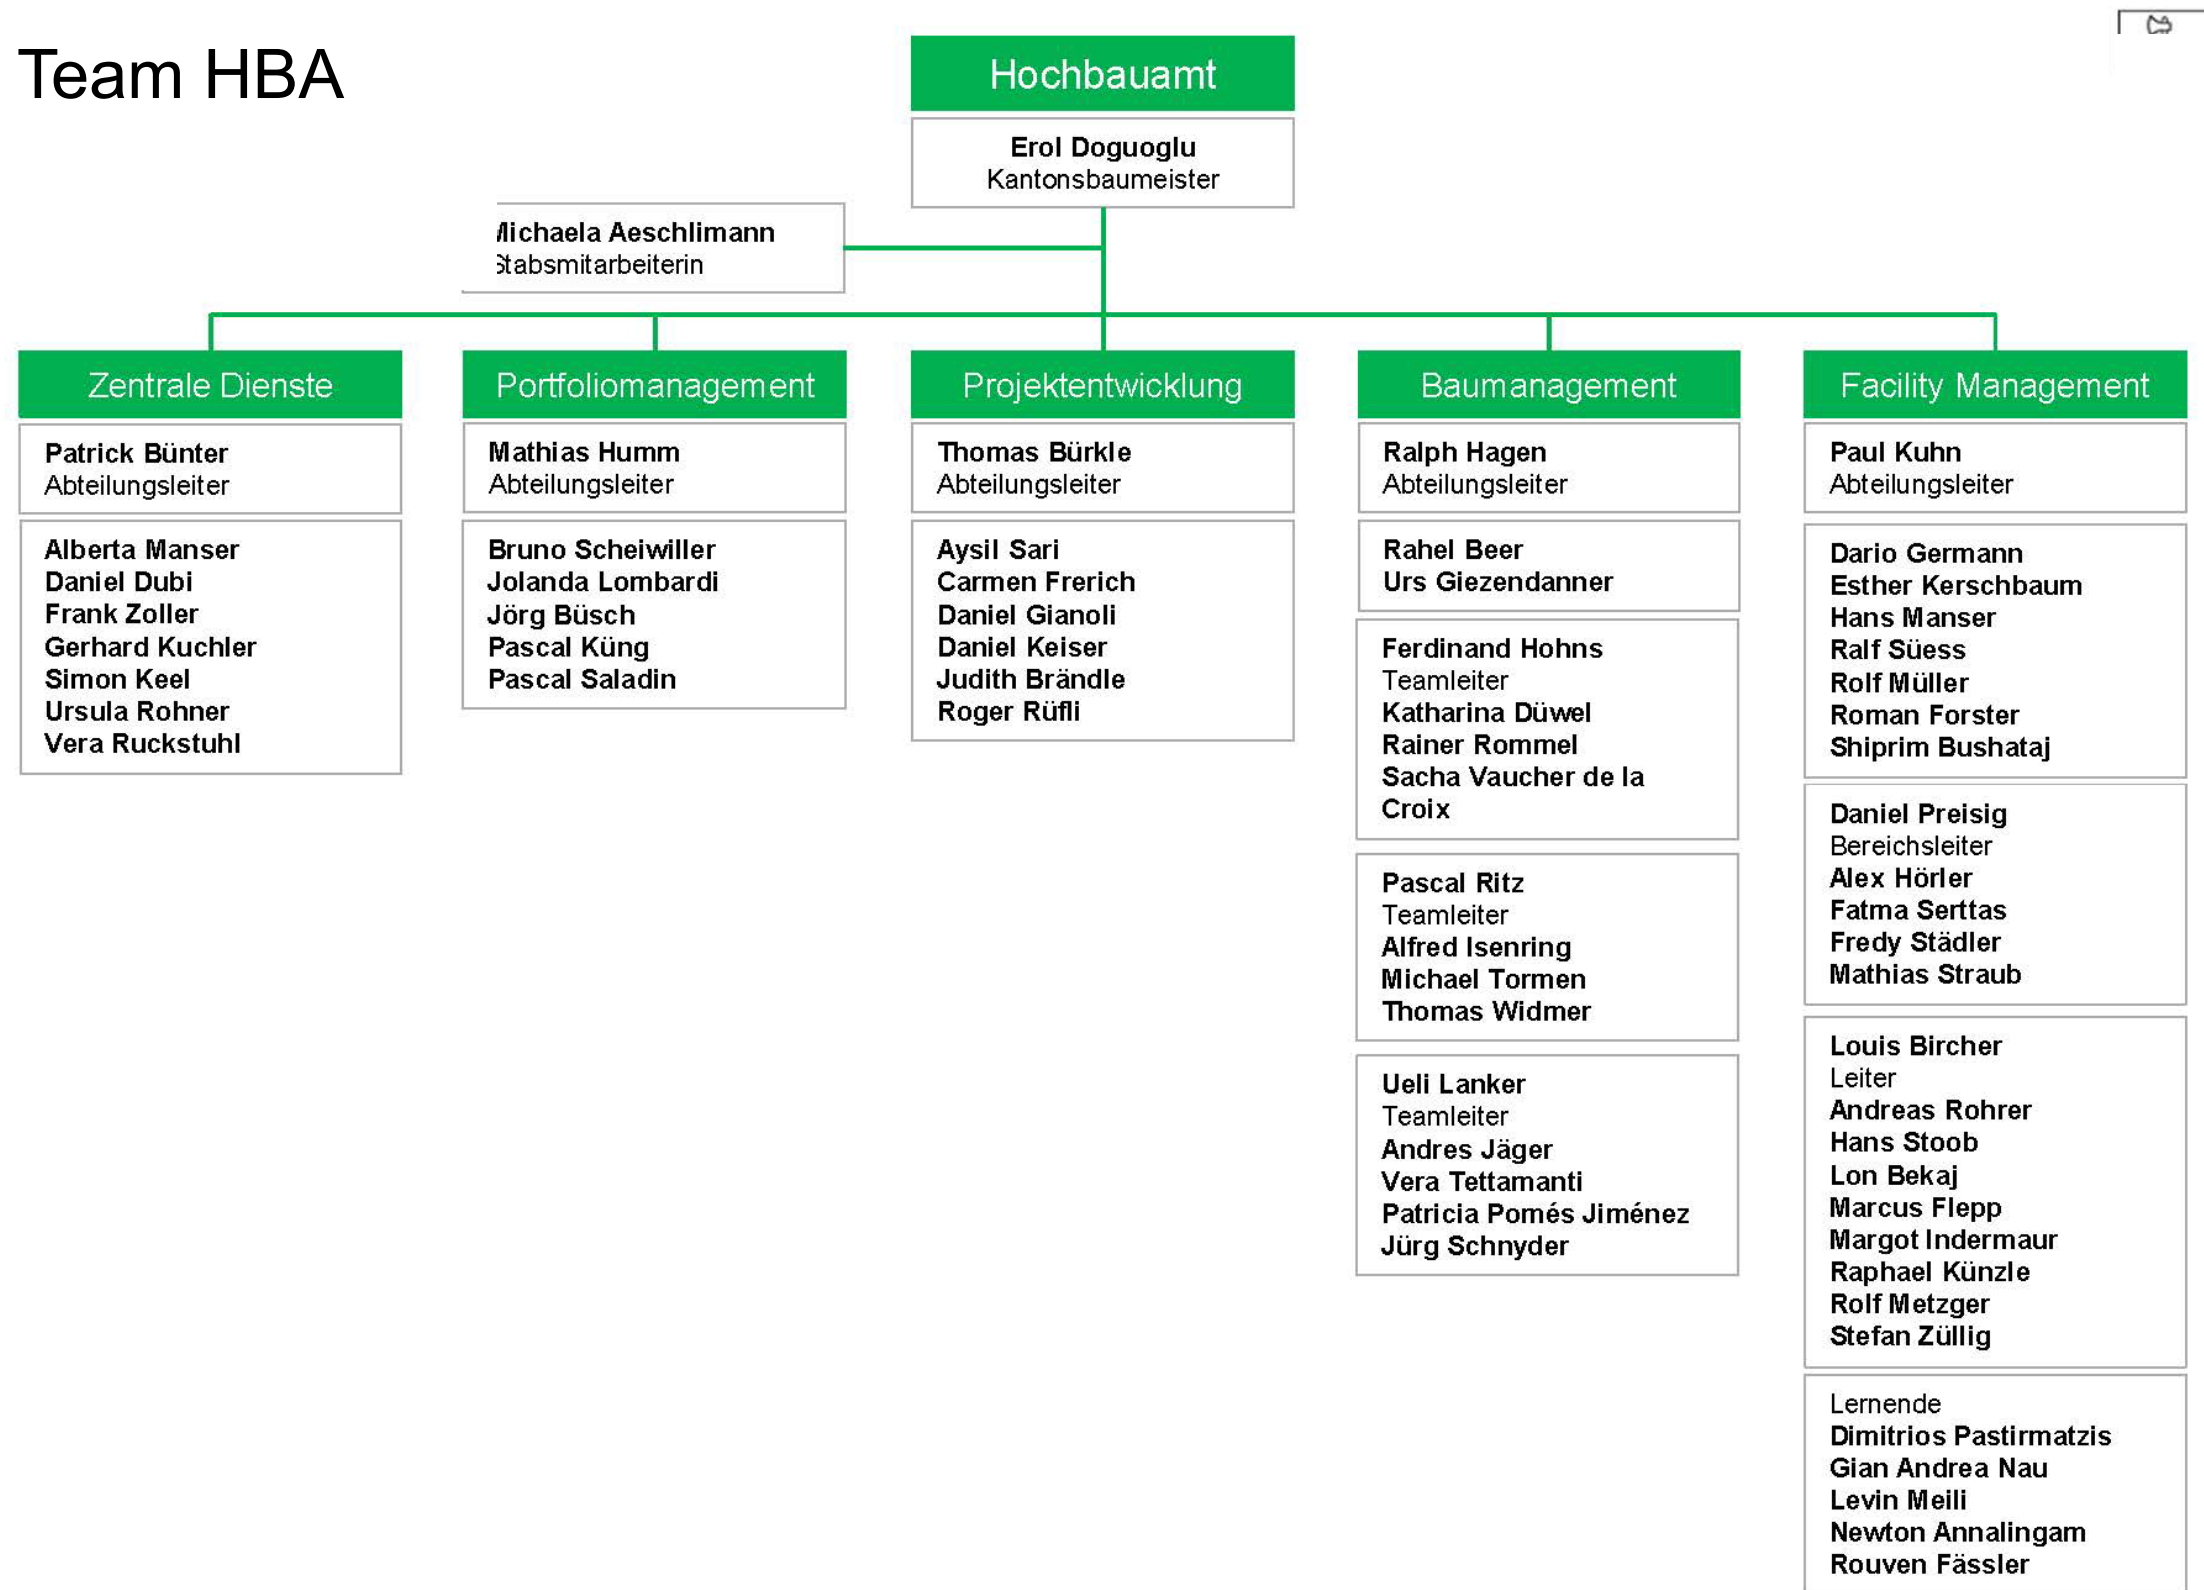 Team HBA
Hochbauamt
Erol Doguoglu
Kantonsbaumeister
Michaela Aeschlimann
Stabsmitarbeiterin
Zentrale Dienste
Patrick Bünter
Abteilungsleiter
Alberta Manser
Daniel Dubi
Frank Zoller
Gerhard Kuchler
Simon Keel
Ursula Rohner
Vera Ruckstuhl
Portfoliomanagement
Mathias Humm
Abteilungsleiter
Bruno Scheiwiller
Jolanda Lombardi
Jörg Büsch
Pascal Küng
Pascal Saladin
Projektentwicklung
Thomas Bürkle
Abteilungsleiter
Aysil Sari
Carmen Frerich
Daniel Gianoli
Daniel Keiser
Judith Brändle
Roger Rüfli
Baumanagement
Ralph Hagen
Abteilungsleiter
Rahel Beer
Urs Giezendanner
Ferdinand Hohns
Teamleiter
Katharina Düwel
Rainer Rommel
Sacha Vaucher de la
Croix
Pascal Ritz
Teamleiter
Alfred Isenring
Michael Tormen
Thomas Widmer
Ueli Lanker
Teamleiter
Andres Jäger
Vera Tettamanti
Patricia Pomés Jiménez
Jürg Schnyder
Facility Management
Paul Kuhn
Abteilungsleiter
Dario Germann
Esther Kerschbaum
Hans Manser
Ralf Süess
Rolf Müller
Roman Forster
Shiprim Bushataj
Daniel Preisig
Bereichsleiter
Alex Hörler
Fatma Serttas
Fredy Städler
Mathias Straub
Louis Bircher
Leiter
Andreas Rohrer
Hans Stoob
Lon Bekaj
Marcus Flepp
Margot Indermaur
Raphael Künzle
Rolf Metzger
Stefan Züllig
Lernende
Dimitrios Pastirmatzis
Gian Andrea Nau
Levin Meili
Newton Annalingam
Rouven Fässler